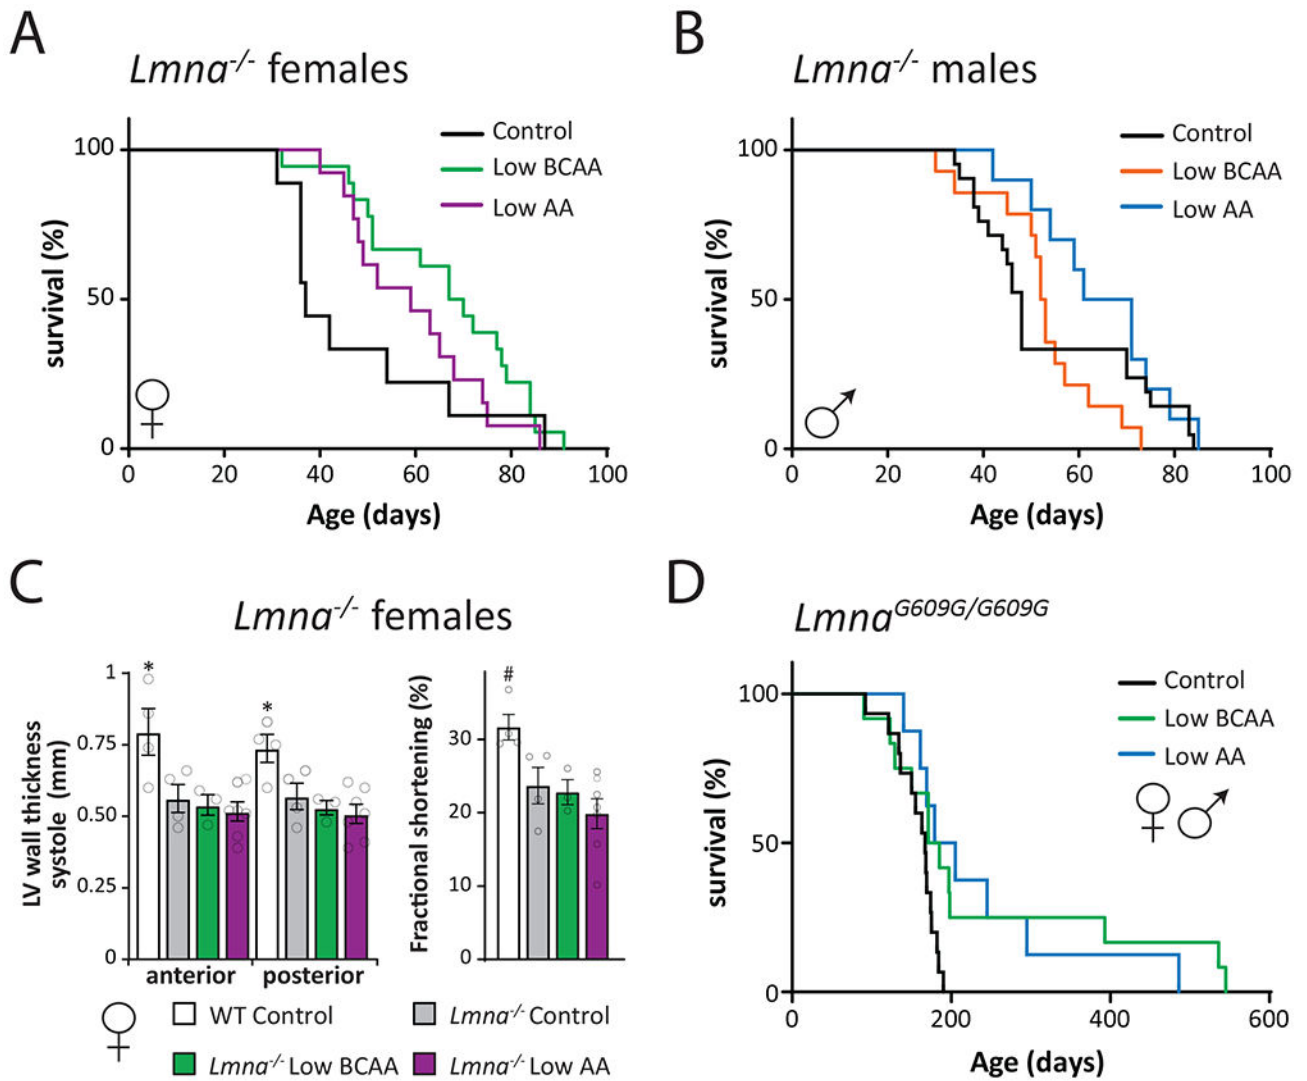 A
Lmna-/- females
Control
Low BCAA
Low AA
100
50
0
survival (%)
0 20 40 60 80 100
Age (days)
B
Lmna-/- males
Control
Low BCAA
Low AA
100
50
0
survival (%)
0 20 40 60 80 100
Age (days)
C
Lmna-/- females
LV wall thickness
systole (mm)
1
0.75
0.50
0.25
0
* *
anterior posterior
Fractional shortening (%)
30
20
10
0
#
WT Control
Lmna-/- Control
Lmna-/- Low BCAA
Lmna-/- Low AA
D
LmnaG609G/G609G
Control
Low BCAA
Low AA
100
50
0
survival (%)
0 200 400 600
Age (days)